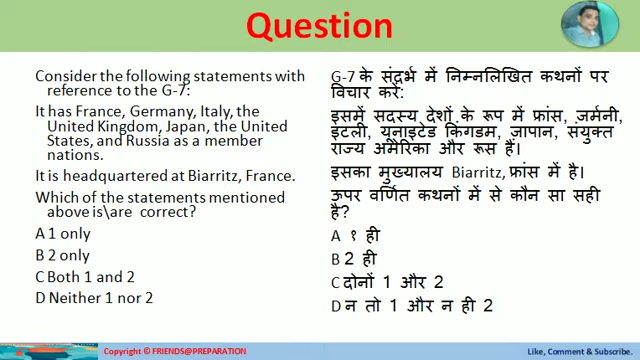 Question
Consider the following statements with
reference to the G-7:
It has France, Germany, Italy, the
United Kingdom, Japan, the United
States, and Russia as a member
nations.
It is headquartered at Biarritz, France.
Which of the statements mentioned
above is\are correct?
A 1 only
B 2 only
C Both 1 and 2
D Neither 1 nor 2
G-7 के संदर्भ में निम्नलिखित कथनों पर
विचार करें:
इसमें सदस्य देशों के रूप में फ्रांस, जर्मनी,
इटली, यूनाइटेड किंगडम, जापान, संयुक्त
राज्य अमेरिका और रूस हैं।
इसका मुख्यालय Biarritz, फ्रांस में है।
ऊपर वर्णित कथनों में से कौन सा सही
है?
A १ ही
B 2 ही
C दोनों 1 और 2
D न तो 1 और न ही 2
Copyright © FRIENDS@PREPARATION
Like, Comment & Subscribe.